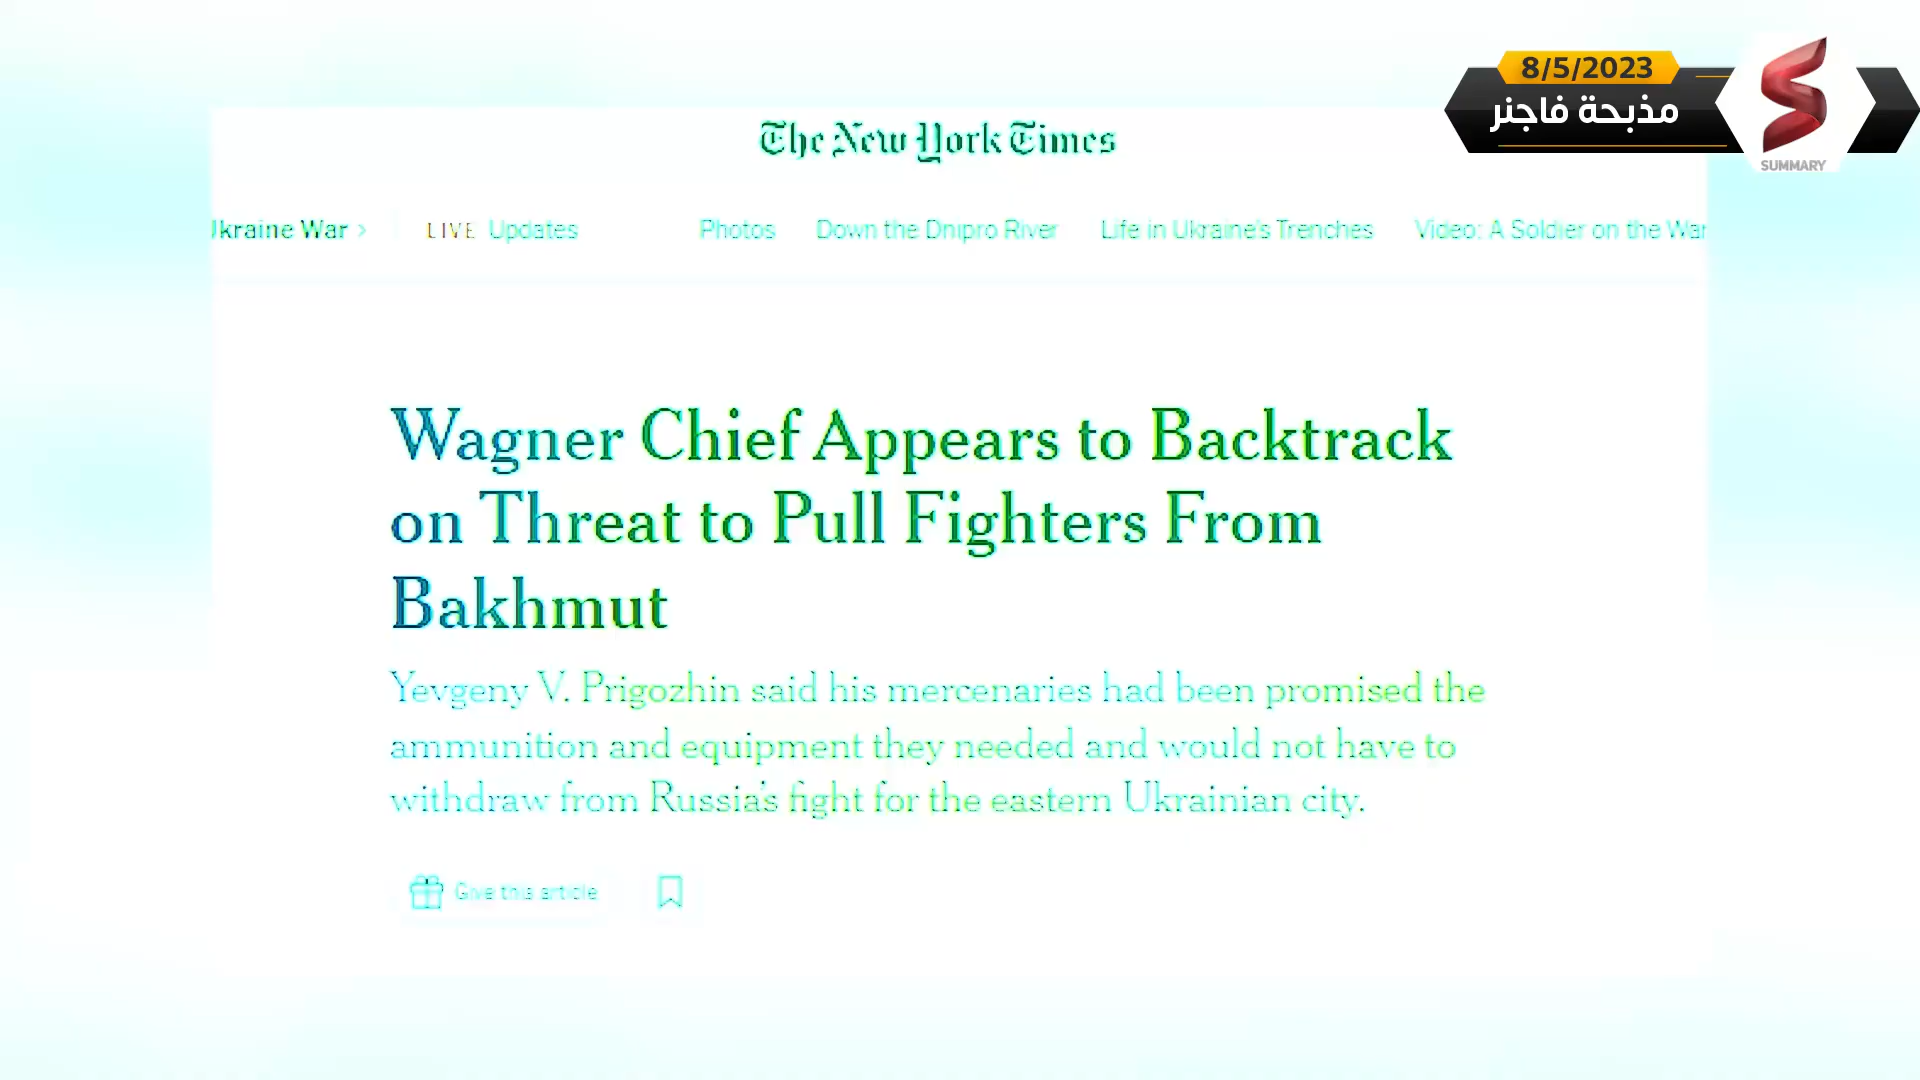 8/5/2023
مذبحة فاجنر
SUMMARY
The New York Times
Ukraine War >
LIVE Updates
Photos
Down the Dnipro River
Life in Ukraine's Trenches
Video: A Soldier on the War
Wagner Chief Appears to Backtrack
on Threat to Pull Fighters From
Bakhmut
Yevgeny V. Prigozhin said his mercenaries had been promised the
ammunition and equipment they needed and would not have to
withdraw from Russia's fight for the eastern Ukrainian city.
Give this article